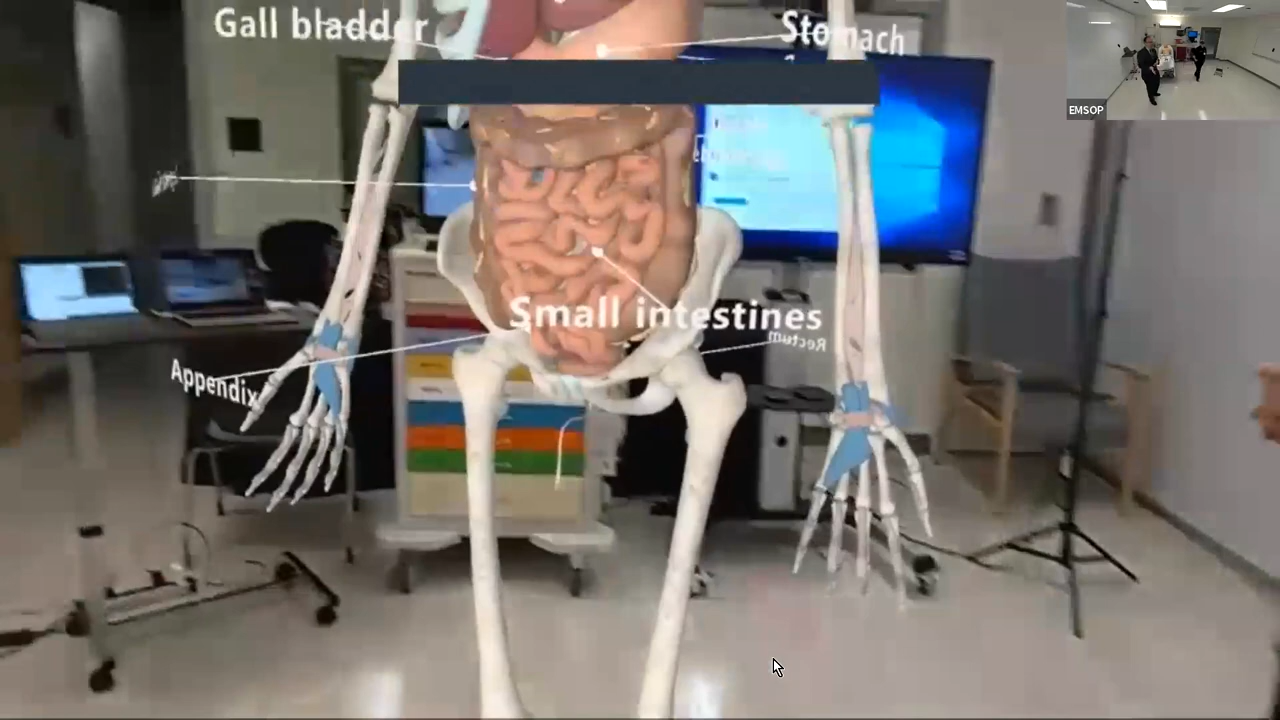 Gall bladder
Stomach
EMSOP
Small intestines
Rectum
Appendix